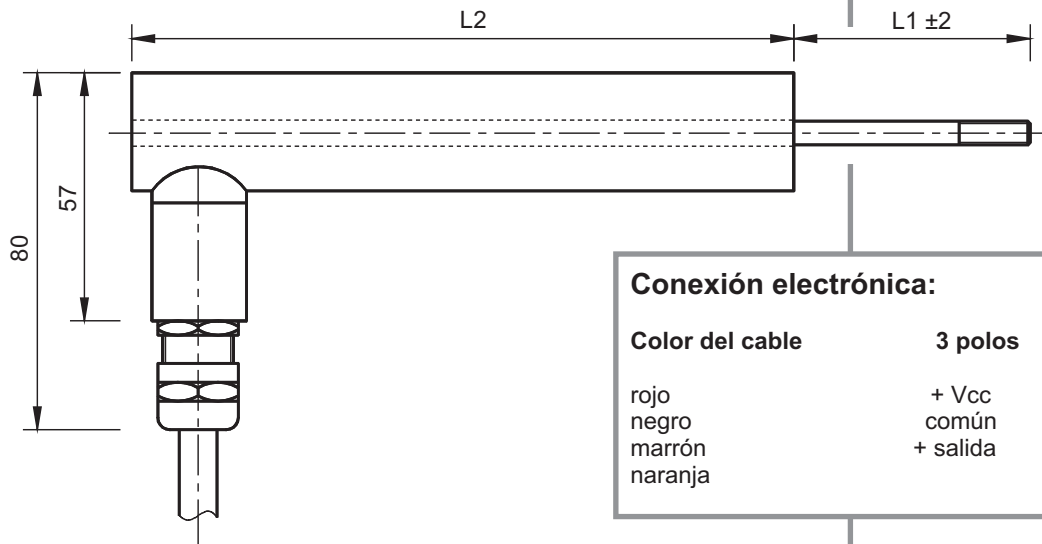 L2
L1 ±2
57
80
Conexión electrónica:
Color del cable 3 polos
rojo + Vcc
negro común
marrón + salida
naranja